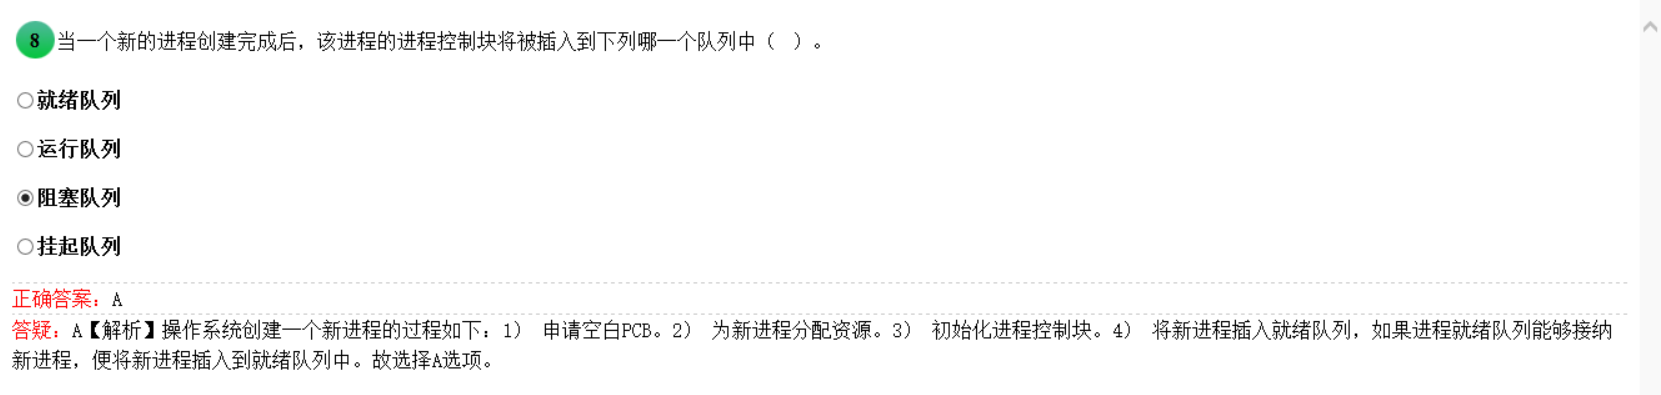 8 当一个新的进程创建完成后，该进程的进程控制块将被插入到下列哪一个队列中（ ）。
就绪队列
运行队列
阻塞队列
挂起队列
正确答案：A
答疑：A【解析】操作系统创建一个新进程的过程如下：1） 申请空白PCB。2） 为新进程分配资源。3） 初始化进程控制块。4） 将新进程插入就绪队列，如果进程就绪队列能够接纳
新进程，便将新进程插入到就绪队列中。故选择A选项。